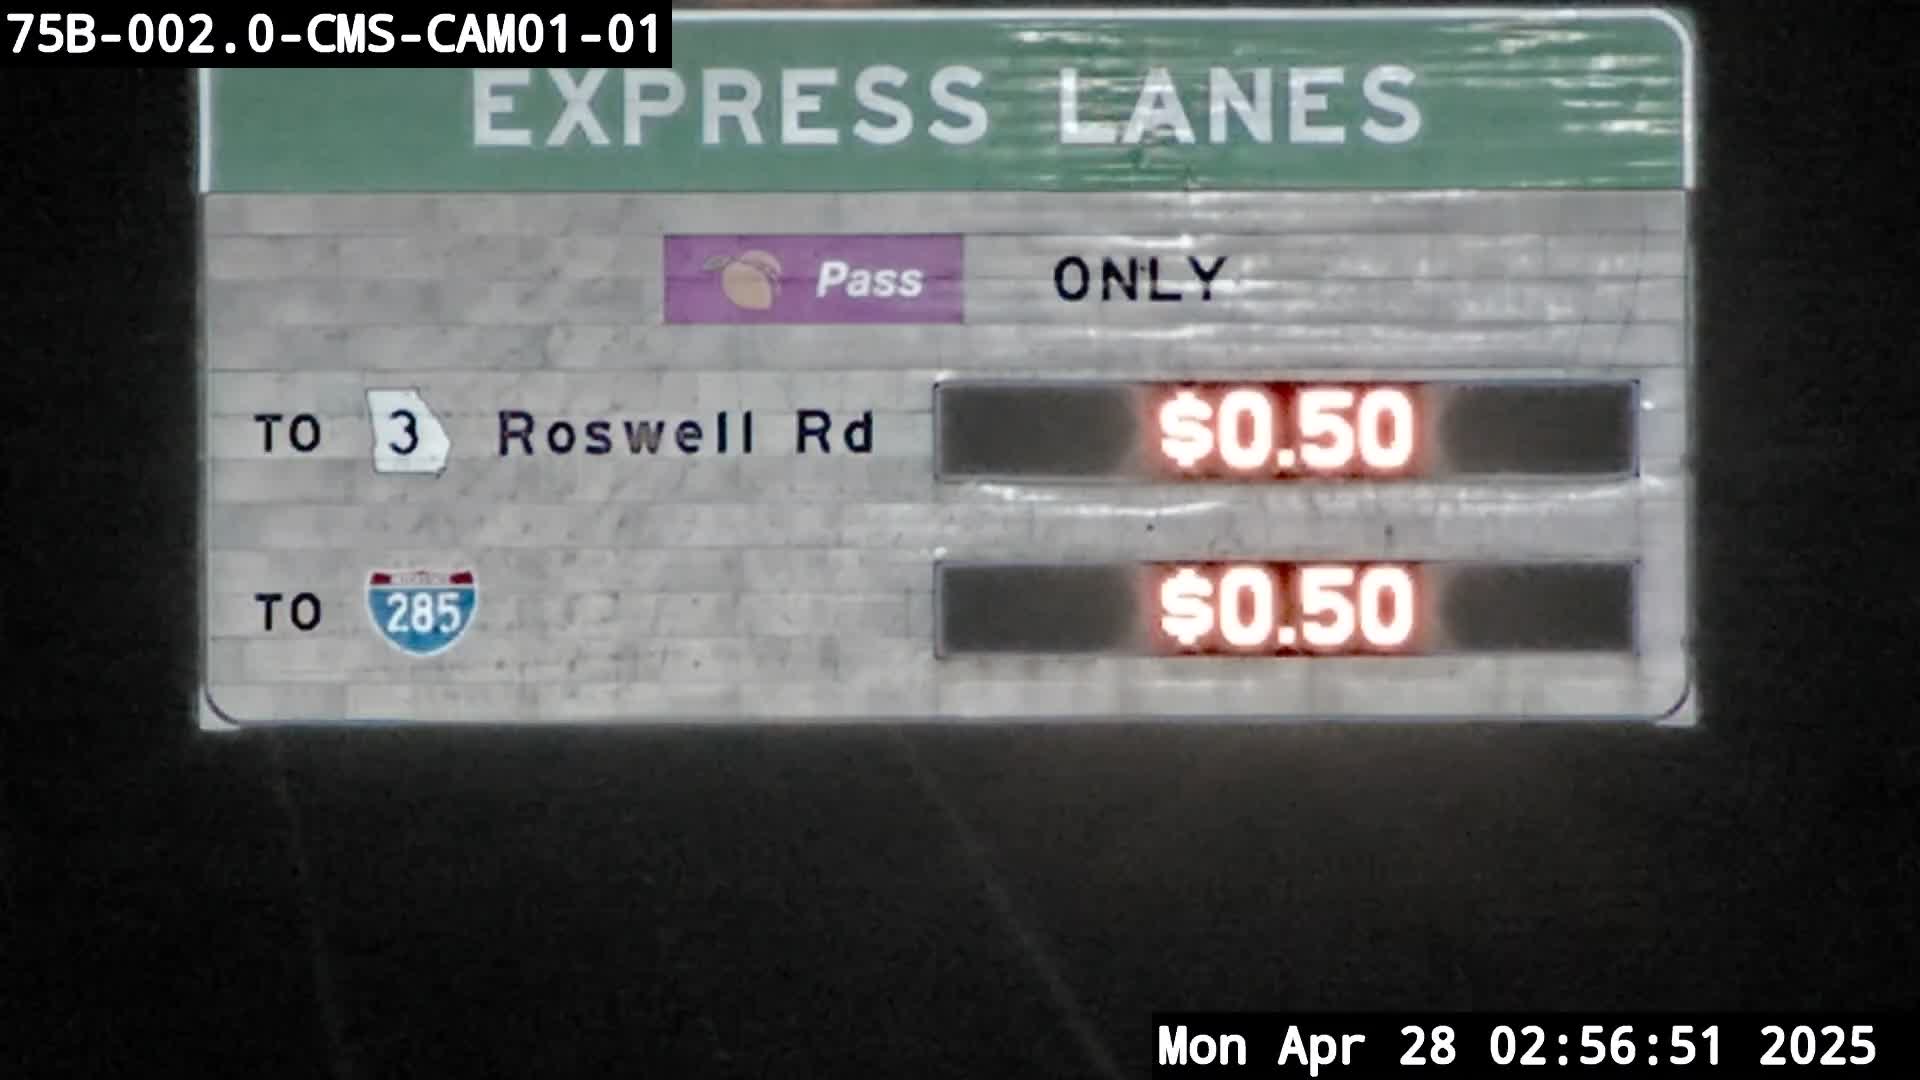 75B-002.0-CMS-CAM01-01
EXPRESS LANES
Pass ONLY
TO 3 Roswell Rd $0.50
TO 285 $0.50
Mon Apr 28 02:56:51 2025